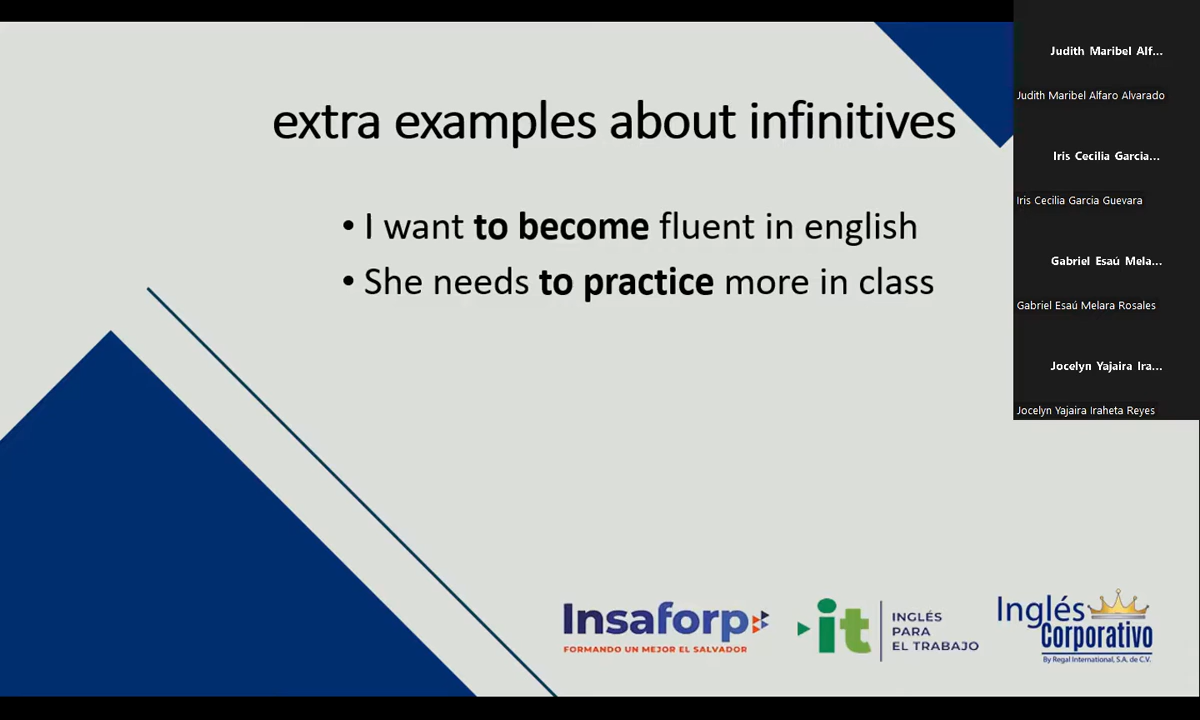 extra examples about infinitives
• I want to become fluent in english
• She needs to practice more in class
Judith Maribel Alf...
Judith Maribel Alfaro Alvarado
Iris Cecilia Garcia...
Iris Cecilia Garcia Guevara
Gabriel Esaú Mela...
Gabriel Esaú Melara Rosales
Jocelyn Yajaira Ira...
Jocelyn Yajaira Iraheta Reyes
Insaforp
FORMANDO UN MEJOR EL SALVADOR
it
INGLÉS
PARA
EL TRABAJO
Inglés
Corporativo
By Regal International, S.A. de C.V.